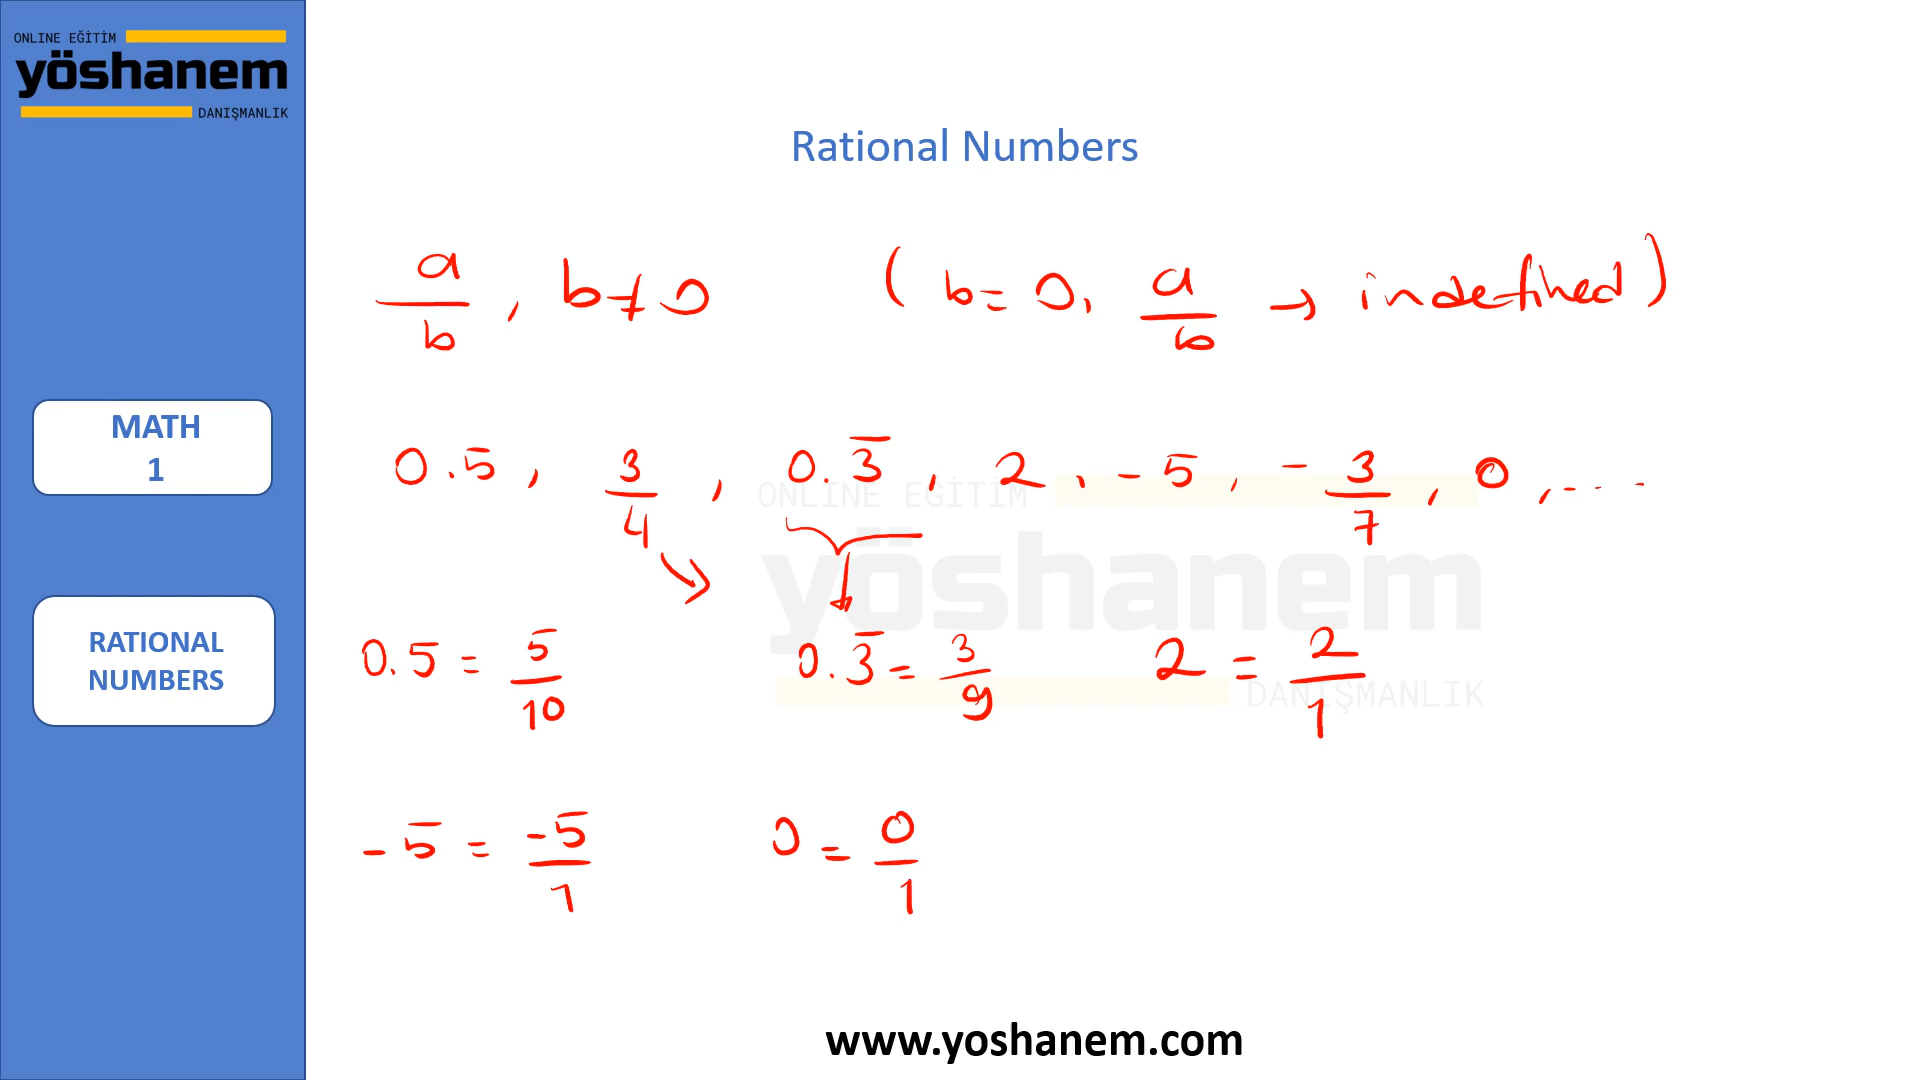 ONLINE EĞİTİM
yöshanem
DANIŞMANLIK
MATH
1
RATIONAL
NUMBERS
Rational Numbers
a/b , b≠0 ( b=0, a/b → indefined )
0.5 , 3/4 , 0.3̅ , 2 , -5 , -3/7 , 0 , ....
ONLINE EĞİTİM
yöshanem
DANIŞMANLIK
0.5 = 5/10 0.3̅ = 3/9 2 = 2/1
-5 = -5/1 0 = 0/1
www.yoshanem.com